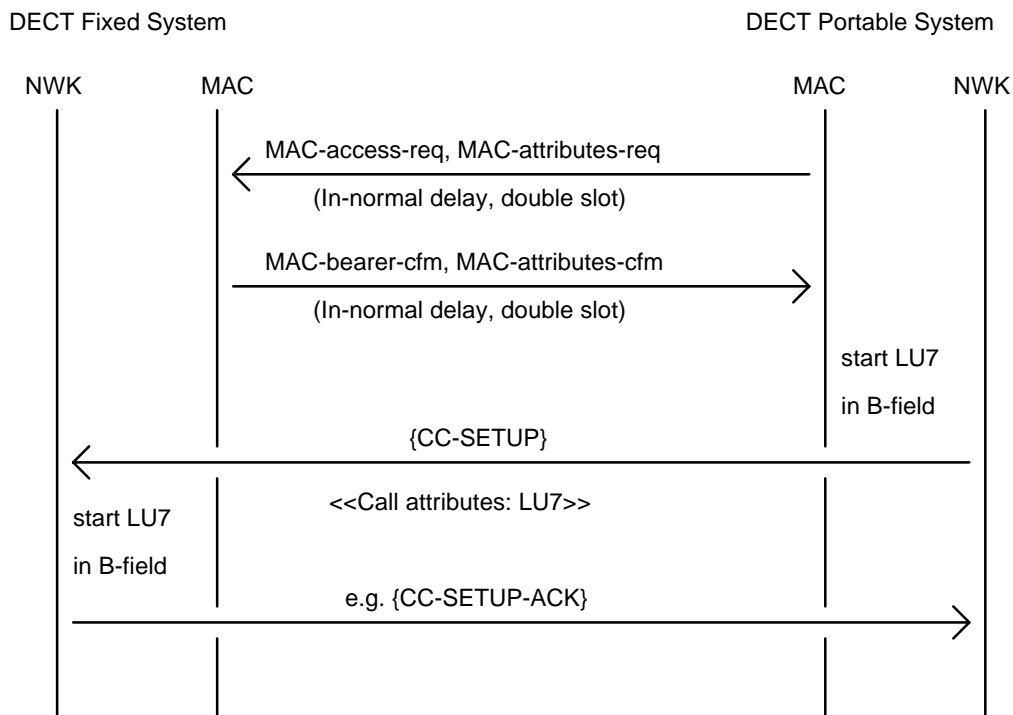 DECT Fixed System
DECT Portable System
NWK
MAC
MAC
NWK
MAC-access-req, MAC-attributes-req
(In-normal delay, double slot)
MAC-bearer-cfm, MAC-attributes-cfm
(In-normal delay, double slot)
start LU7
in B-field
{CC-SETUP}
<<Call attributes: LU7>>
start LU7
in B-field
e.g. {CC-SETUP-ACK}